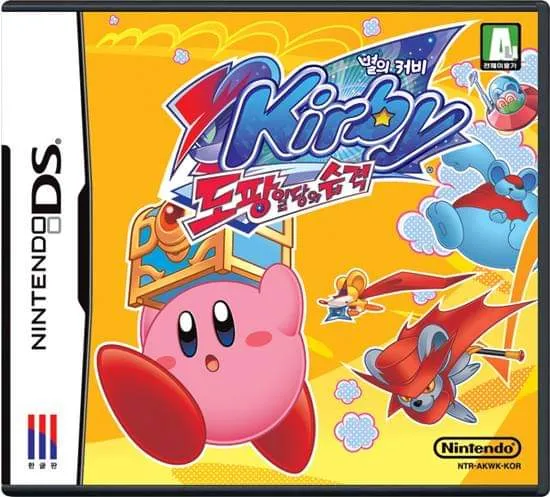 NINTENDO DS™
한글판
별의 커비
Kirby®
도팡일당의 습격
A
전체이용가
Nintendo®
NTR-AKWK-KOR